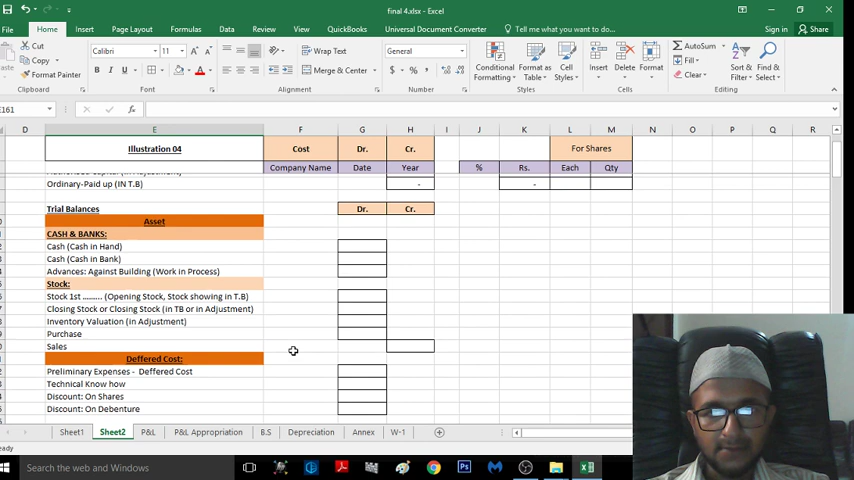 final 4.xlsx - Excel
File Home Insert Page Layout Formulas Data Review View QuickBooks Universal Document Converter Tell me what you want to do Sign in Share
Cut
Copy
Format Painter
Clipboard
Calibri 11
Font
Wrap Text
Merge & Center
Alignment
General
Number
Conditional Formatting
Format as Table
Cell Styles
Styles
Insert Delete Format
Cells
AutoSum
Fill
Clear
Sort & Filter
Find & Select
Editing
E161
D E F G H I J K L M N O P Q R
Illustration 04 Cost Dr. Cr. For Shares
Company Name Date Year % Rs. Each Qty
Ordinary-Paid up (IN T.B) - -
Trial Balances Dr. Cr.
Asset
CASH & BANKS:
Cash (Cash in Hand)
Cash (Cash in Bank)
Advances: Against Building (Work in Process)
Stock:
Stock 1st ......... (Opening Stock, Stock showing in T.B)
Closing Stock or Closing Stock (in TB or in Adjustment)
Inventory Valuation (in Adjustment)
Purchase
Sales
Deffered Cost:
Preliminary Expenses - Deffered Cost
Technical Know how
Discount: On Shares
Discount: On Debenture
Sheet1 Sheet2 P&L P&L Appropriation B.S Depreciation Annex W-1
Search the web and Windows